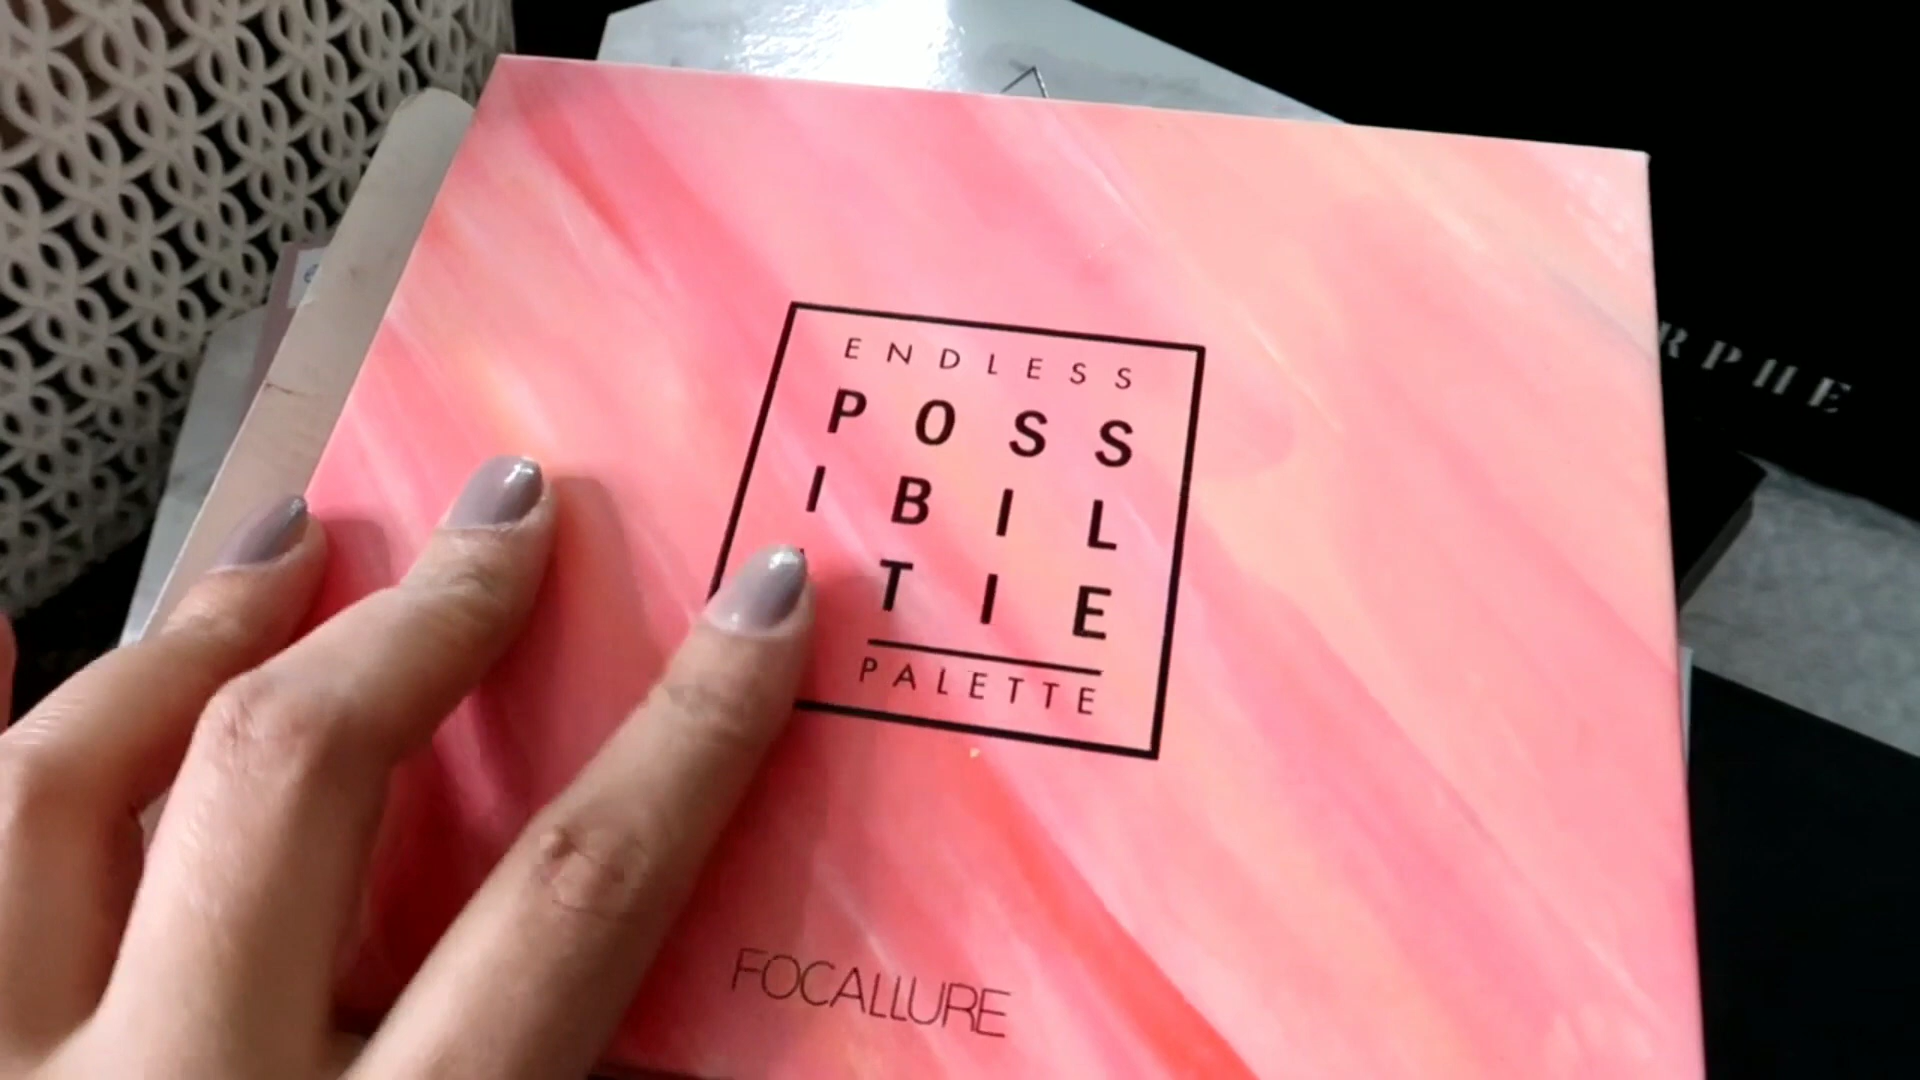 ENDLESS
POSS
IBIL
TIE
PALETTE
FOCALLURE
RPHE